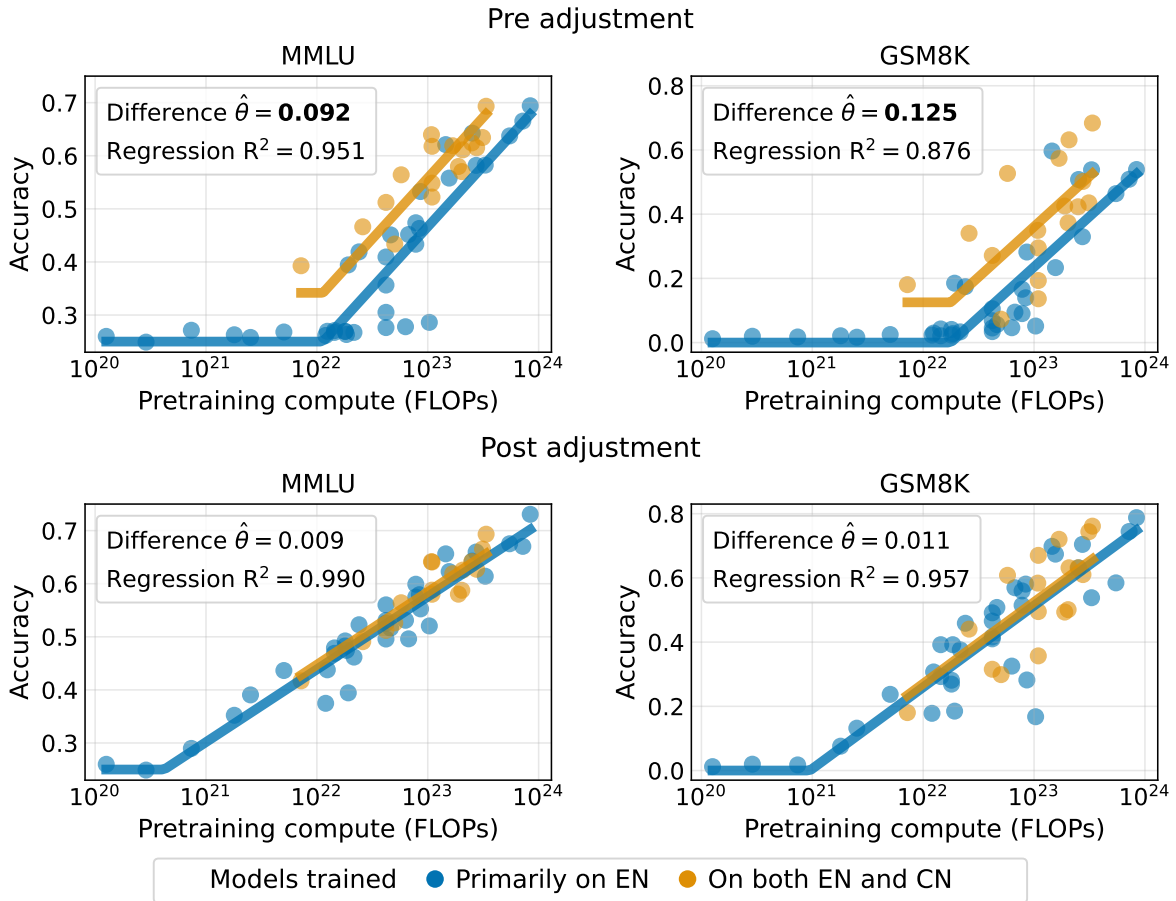 Pre adjustment
MMLU
Difference θ̂ = 0.092
Regression R² = 0.951
Accuracy
0.7
0.6
0.5
0.4
0.3
10²⁰ 10²¹ 10²² 10²³ 10²⁴
Pretraining compute (FLOPs)
GSM8K
Difference θ̂ = 0.125
Regression R² = 0.876
Accuracy
0.8
0.6
0.4
0.2
0.0
10²⁰ 10²¹ 10²² 10²³ 10²⁴
Pretraining compute (FLOPs)
Post adjustment
MMLU
Difference θ̂ = 0.009
Regression R² = 0.990
Accuracy
0.7
0.6
0.5
0.4
0.3
10²⁰ 10²¹ 10²² 10²³ 10²⁴
Pretraining compute (FLOPs)
GSM8K
Difference θ̂ = 0.011
Regression R² = 0.957
Accuracy
0.8
0.6
0.4
0.2
0.0
10²⁰ 10²¹ 10²² 10²³ 10²⁴
Pretraining compute (FLOPs)
Models trained Primarily on EN On both EN and CN